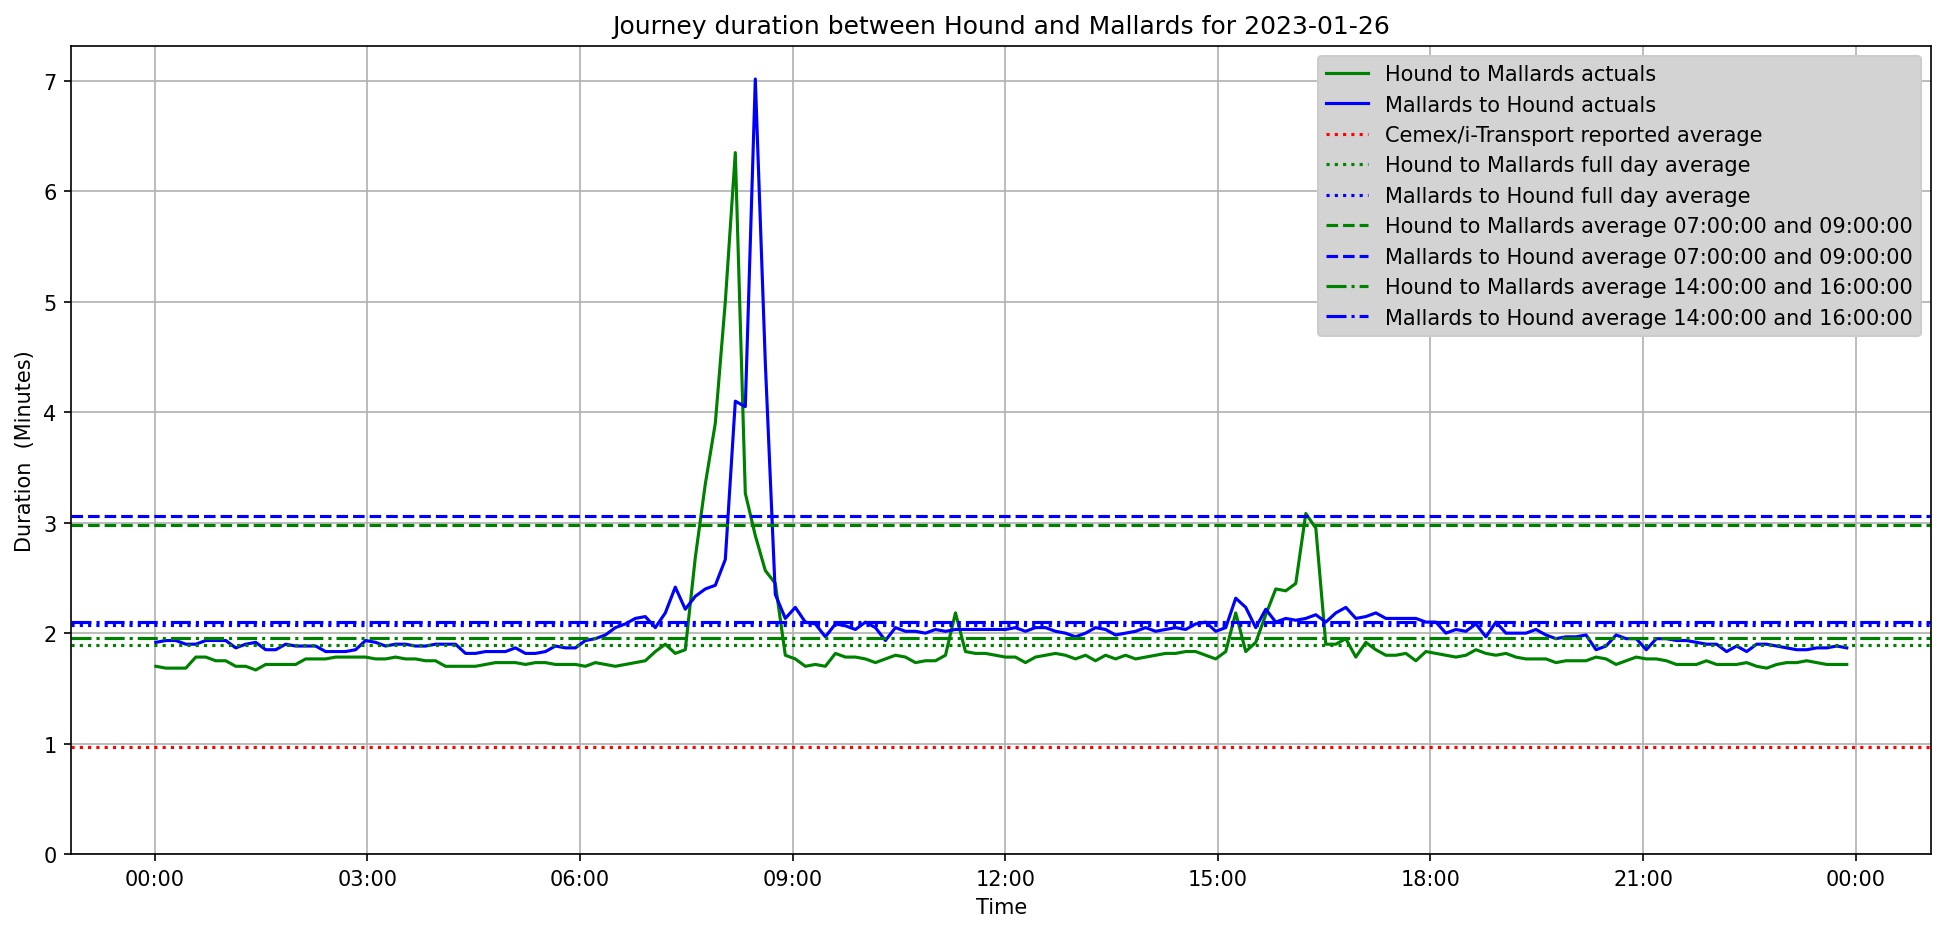 Journey duration between Hound and Mallards for 2023-01-26
Hound to Mallards actuals
Mallards to Hound actuals
Cemex/i-Transport reported average
Hound to Mallards full day average
Mallards to Hound full day average
Hound to Mallards average 07:00:00 and 09:00:00
Mallards to Hound average 07:00:00 and 09:00:00
Hound to Mallards average 14:00:00 and 16:00:00
Mallards to Hound average 14:00:00 and 16:00:00
Duration (Minutes)
7
6
5
4
3
2
1
0
00:00 03:00 06:00 09:00 12:00 15:00 18:00 21:00 00:00
Time